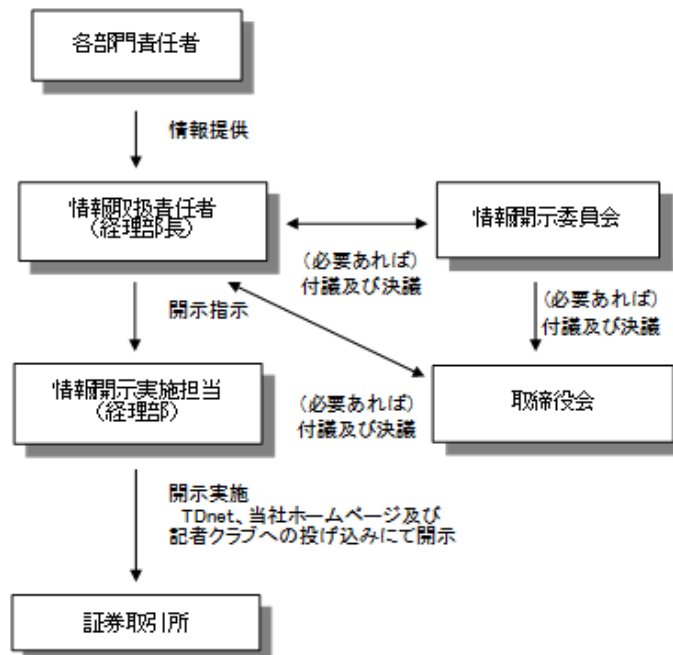 各部門責任者
情報提供
情報取扱責任者
（経理部長）
情報開示委員会
（必要あれば）
付議及び決議
（必要あれば）
付議及び決議
開示指示
情報開示実施担当
（経理部）
取締役会
（必要あれば）
付議及び決議
開示実施
TDnet、当社ホームページ及び
記者クラブへの投げ込みにて開示
証券取引所